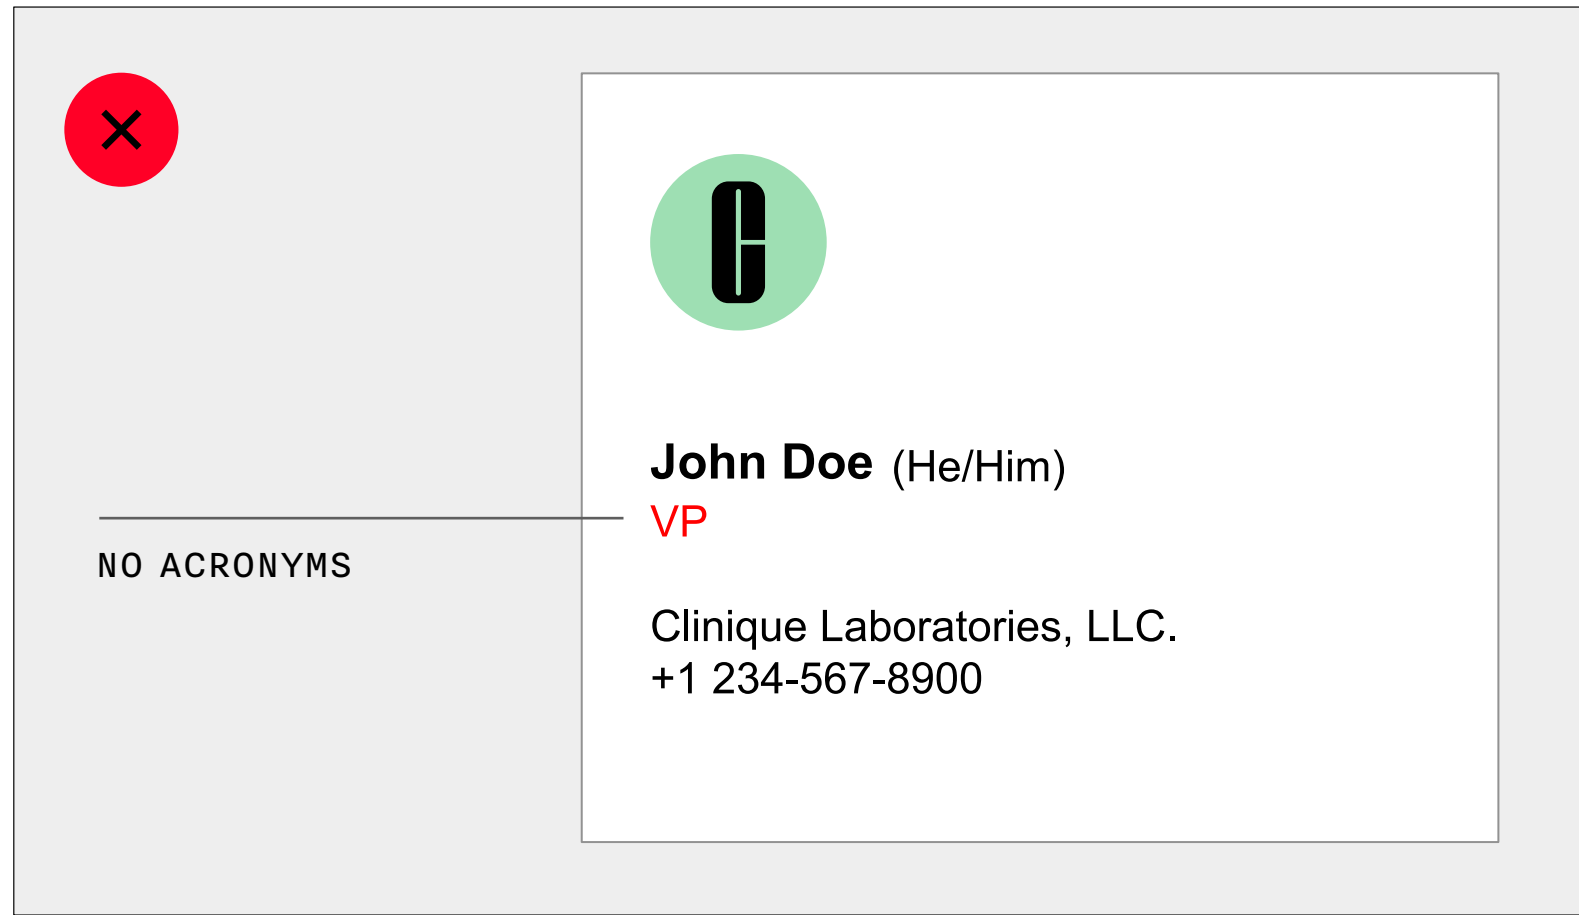 C
John Doe (He/Him)
VP
NO ACRONYMS
Clinique Laboratories, LLC.
+1 234-567-8900